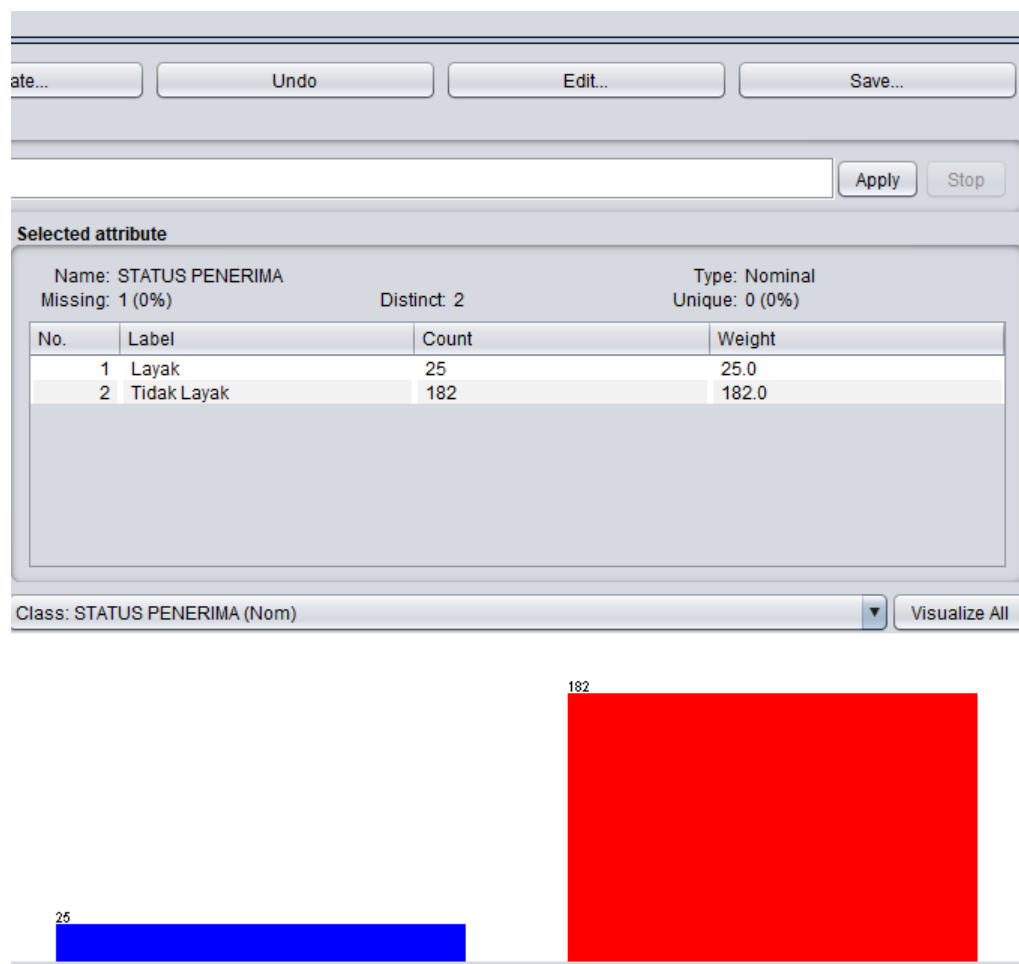 ate... Undo Edit... Save...
Apply Stop
Selected attribute
Name: STATUS PENERIMA Type: Nominal
Missing: 1 (0%) Distinct: 2 Unique: 0 (0%)
No. Label Count Weight
1 Layak 25 25.0
2 Tidak Layak 182 182.0
Class: STATUS PENERIMA (Nom) Visualize All
182
25